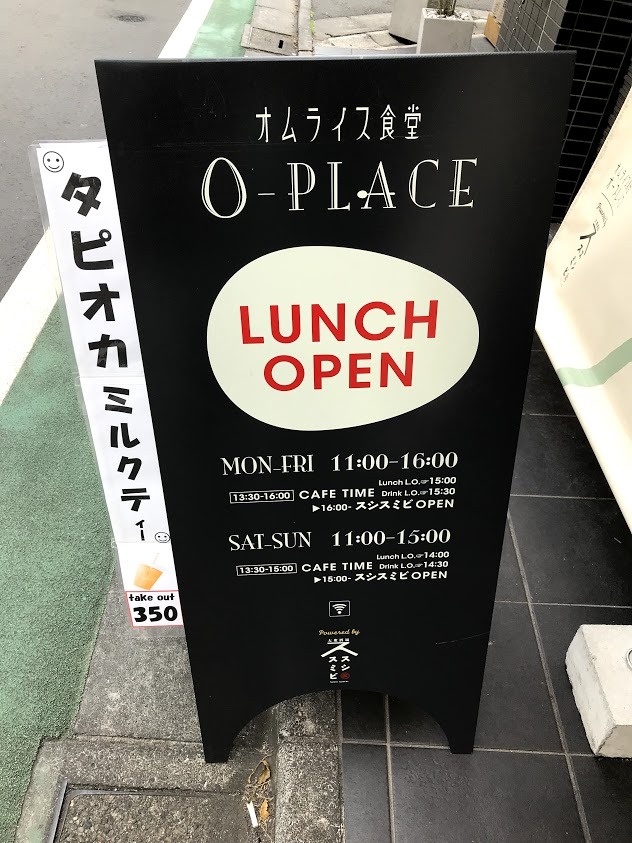 オムライス食堂
O-PLACE
LUNCH
OPEN
MON-FRI 11:00-16:00
Lunch L.O.☞15:00
13:30-16:00 CAFE TIME Drink L.O.☞15:30
▶16:00- スシスミビ OPEN
SAT-SUN 11:00-15:00
Lunch L.O.☞14:00
13:30-15:00 CAFE TIME Drink L.O.☞14:30
▶15:00- スシスミビ OPEN
Powered by
大衆酒場
スシ
スミビ
タピオカミルクティー
take out
350